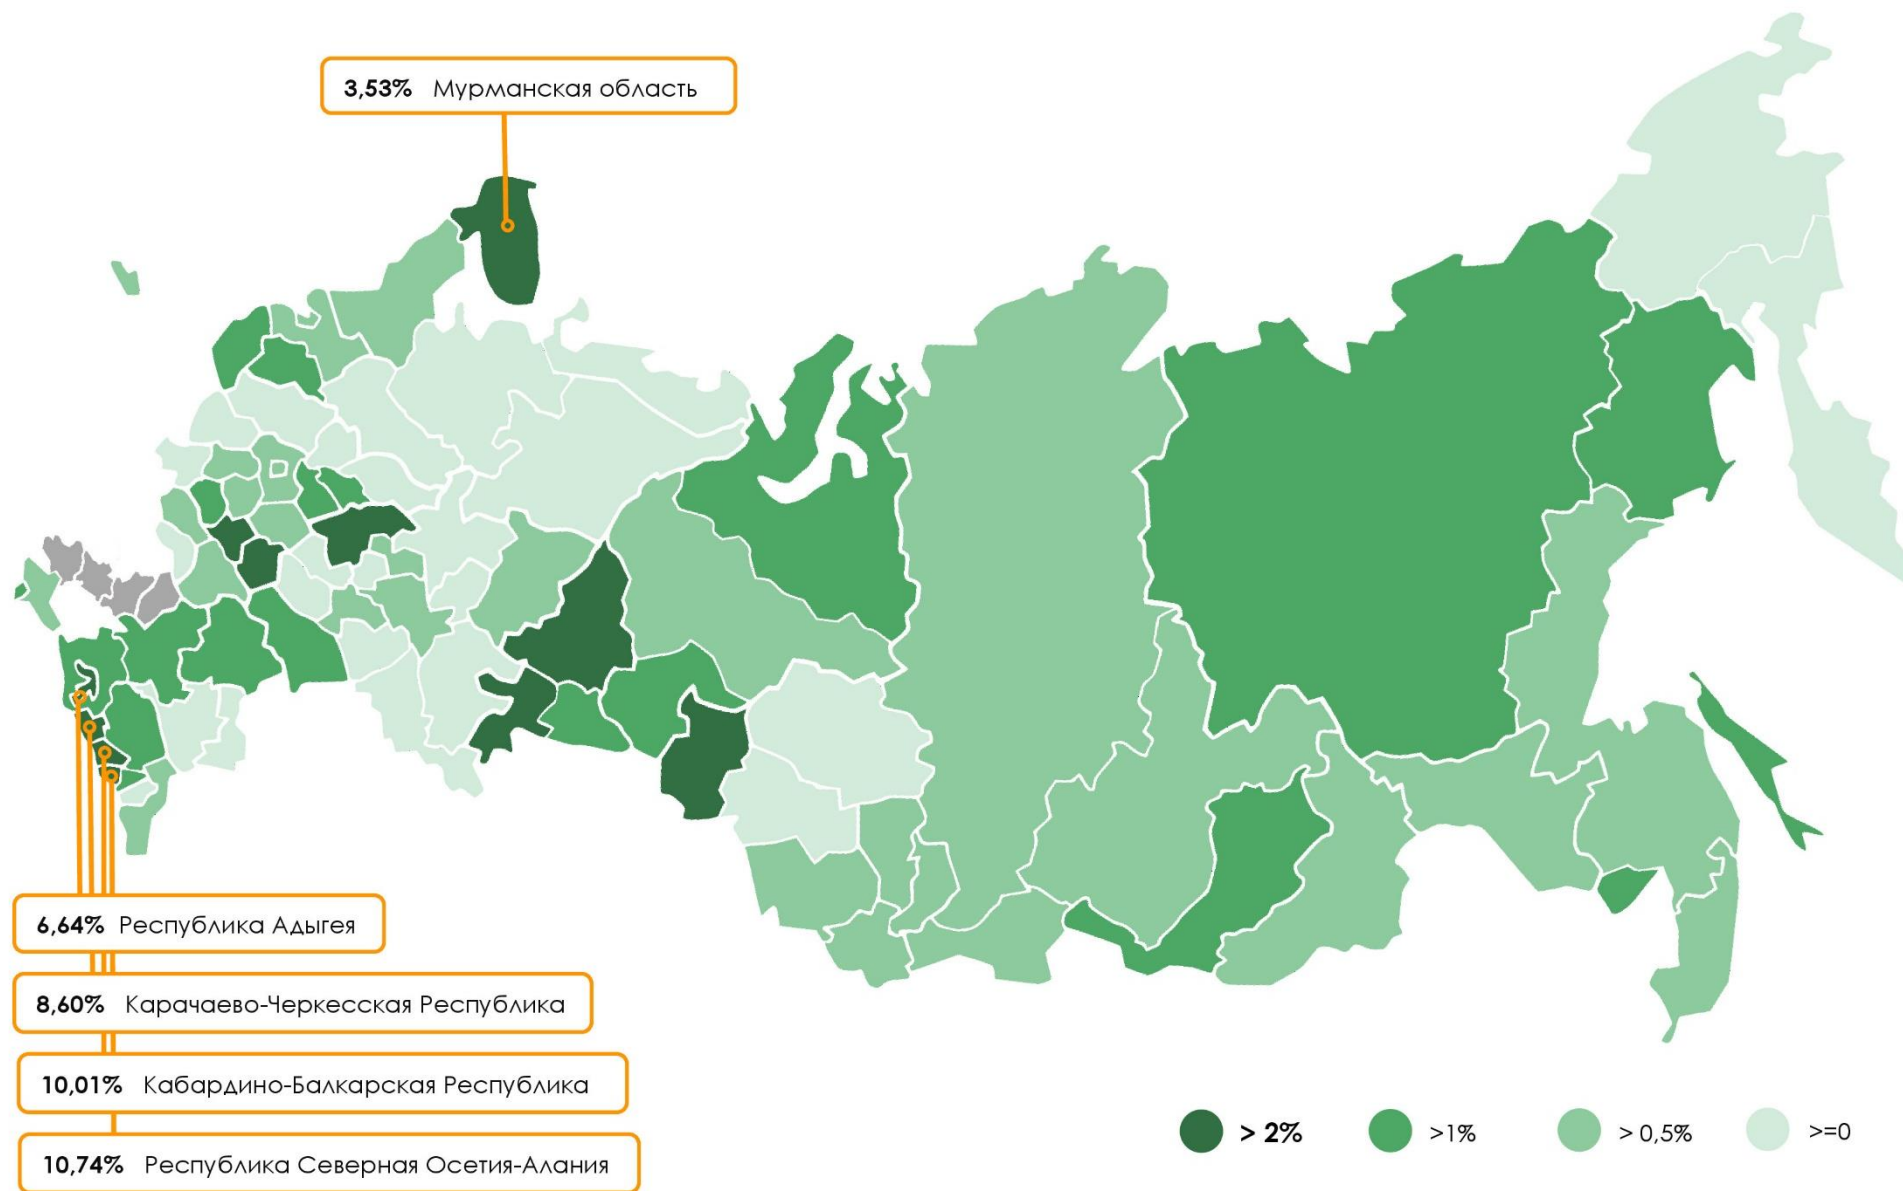 3,53% Мурманская область
6,64% Республика Адыгея
8,60% Карачаево-Черкесская Республика
10,01% Кабардино-Балкарская Республика
10,74% Республика Северная Осетия-Алания
> 2% >1% > 0,5% >=0